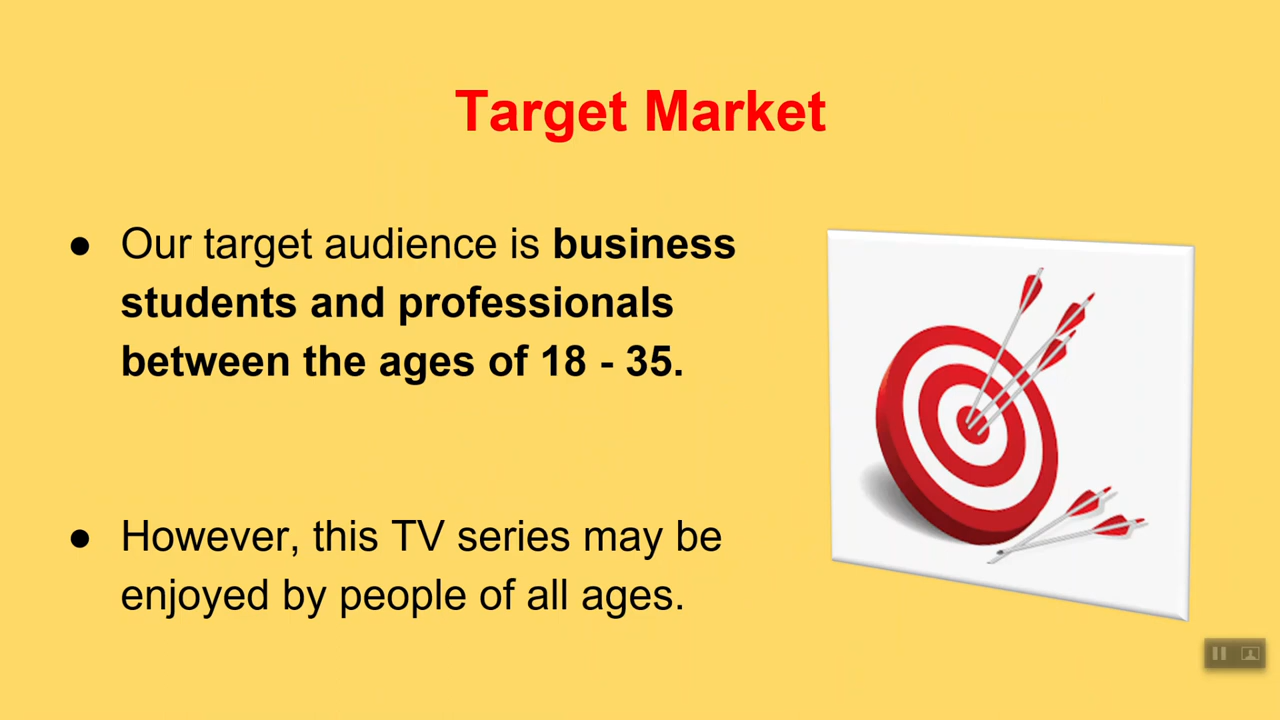 Target Market
● Our target audience is business
students and professionals
between the ages of 18 - 35.
● However, this TV series may be
enjoyed by people of all ages.